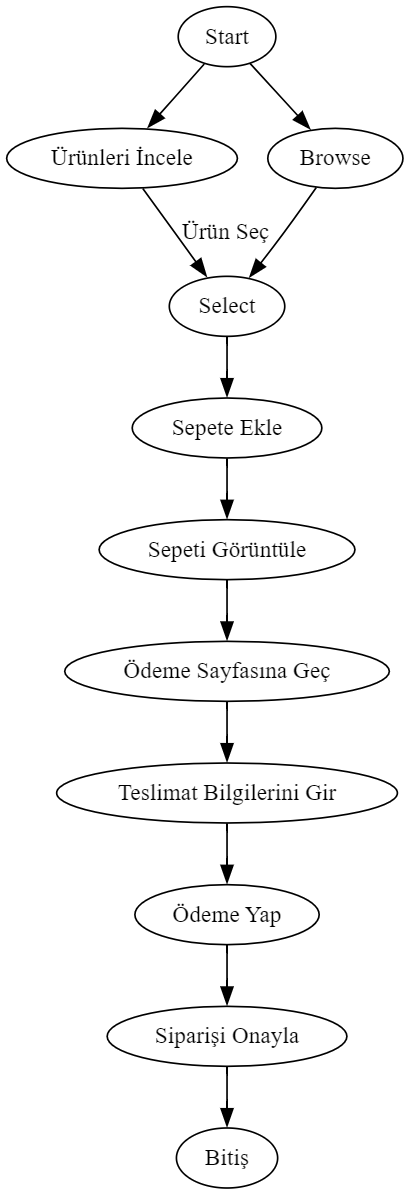 Start
Ürünleri İncele
Browse
Ürün Seç
Select
Sepete Ekle
Sepeti Görüntüle
Ödeme Sayfasına Geç
Teslimat Bilgilerini Gir
Ödeme Yap
Siparişi Onayla
Bitiş